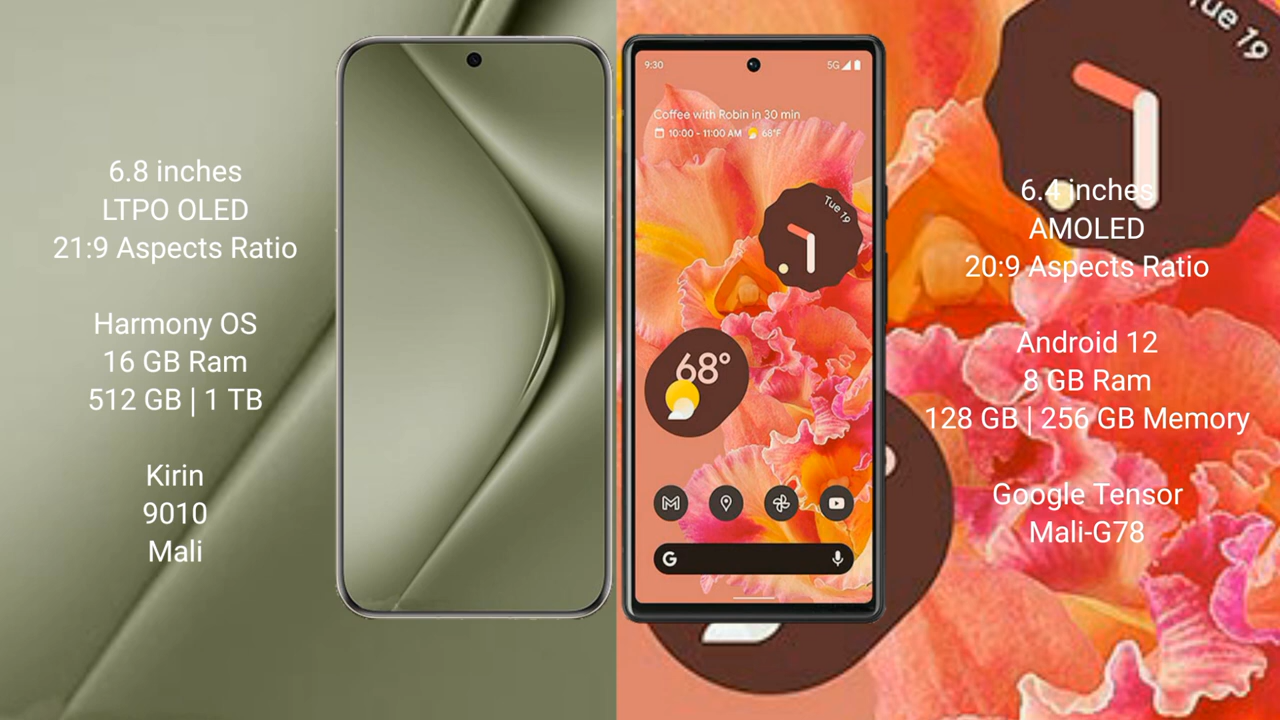 6.8 inches
LTPO OLED
21:9 Aspects Ratio
Harmony OS
16 GB Ram
512 GB | 1 TB
Kirin
9010
Mali
9:30
5G
Coffee with Robin in 30 min
10:00 - 11:00 AM 68°F
Tue 19
68°
G
Tue 19
6.4 inches
AMOLED
20:9 Aspects Ratio
Android 12
8 GB Ram
128 GB | 256 GB Memory
Google Tensor
Mali-G78